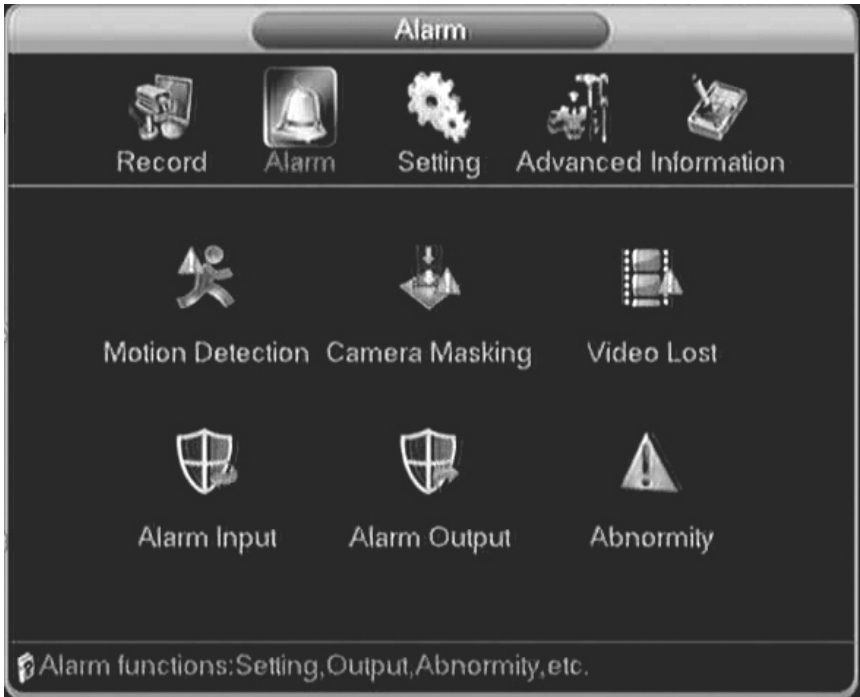 Alarm
Record Alarm Setting Advanced Information
Motion Detection Camera Masking Video Lost
Alarm Input Alarm Output Abnormity
Alarm functions:Setting,Output,Abnormity,etc.